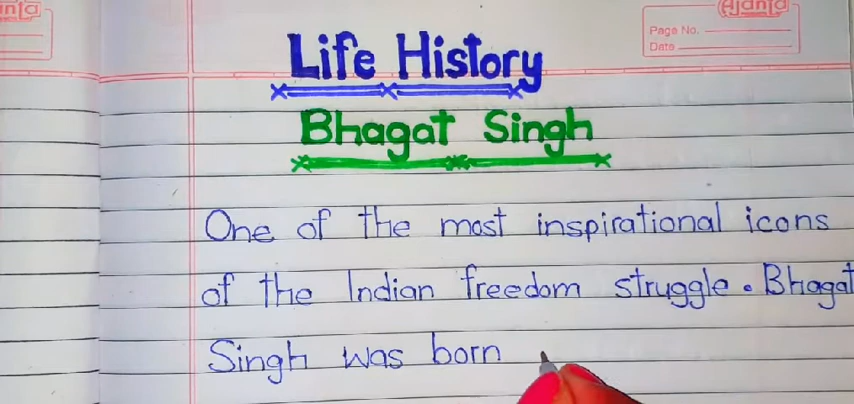 Ajanta
Page No.
Date
Life History
Bhagat Singh
One of the most inspirational icons
of the Indian freedom struggle. Bhagat
Singh was born